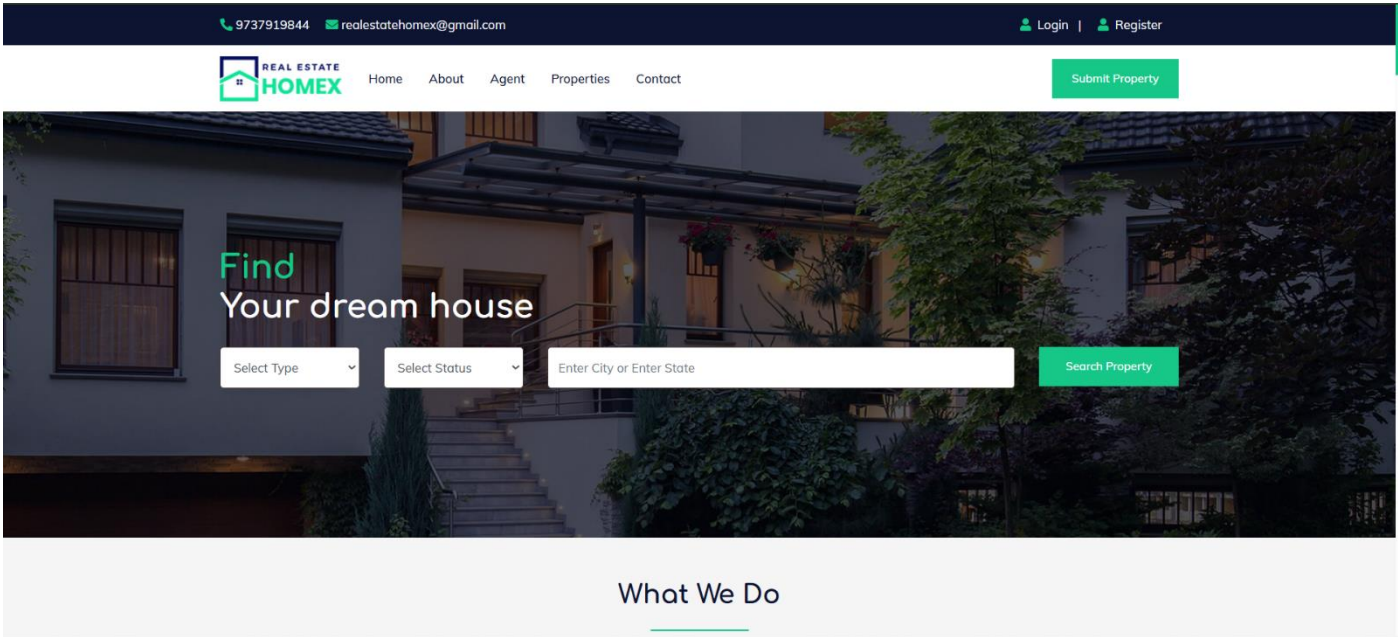 9737919844 realestatehomex@gmail.com Login | Register
REAL ESTATE
HOMEX
Home About Agent Properties Contact Submit Property
Find
Your dream house
Select Type Select Status Enter City or Enter State Search Property
What We Do